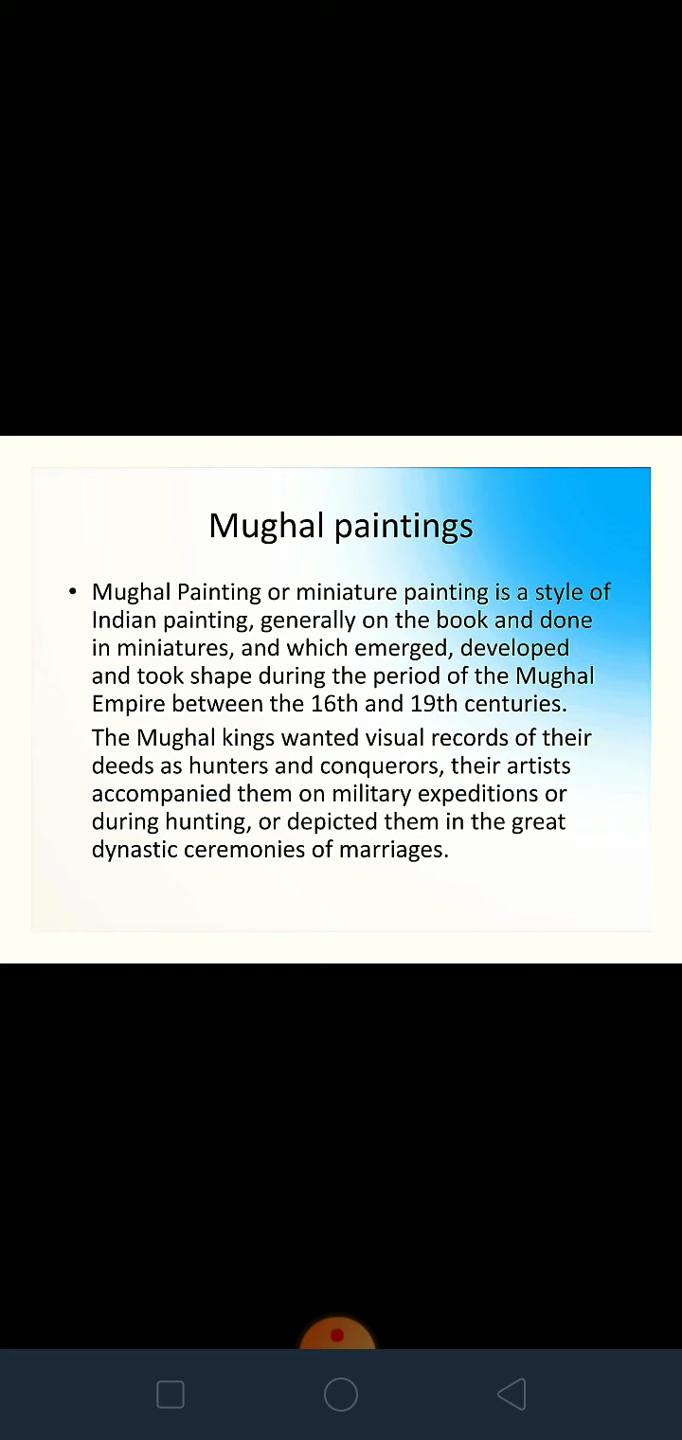 Mughal paintings
• Mughal Painting or miniature painting is a style of
Indian painting, generally on the book and done
in miniatures, and which emerged, developed
and took shape during the period of the Mughal
Empire between the 16th and 19th centuries.
The Mughal kings wanted visual records of their
deeds as hunters and conquerors, their artists
accompanied them on military expeditions or
during hunting, or depicted them in the great
dynastic ceremonies of marriages.